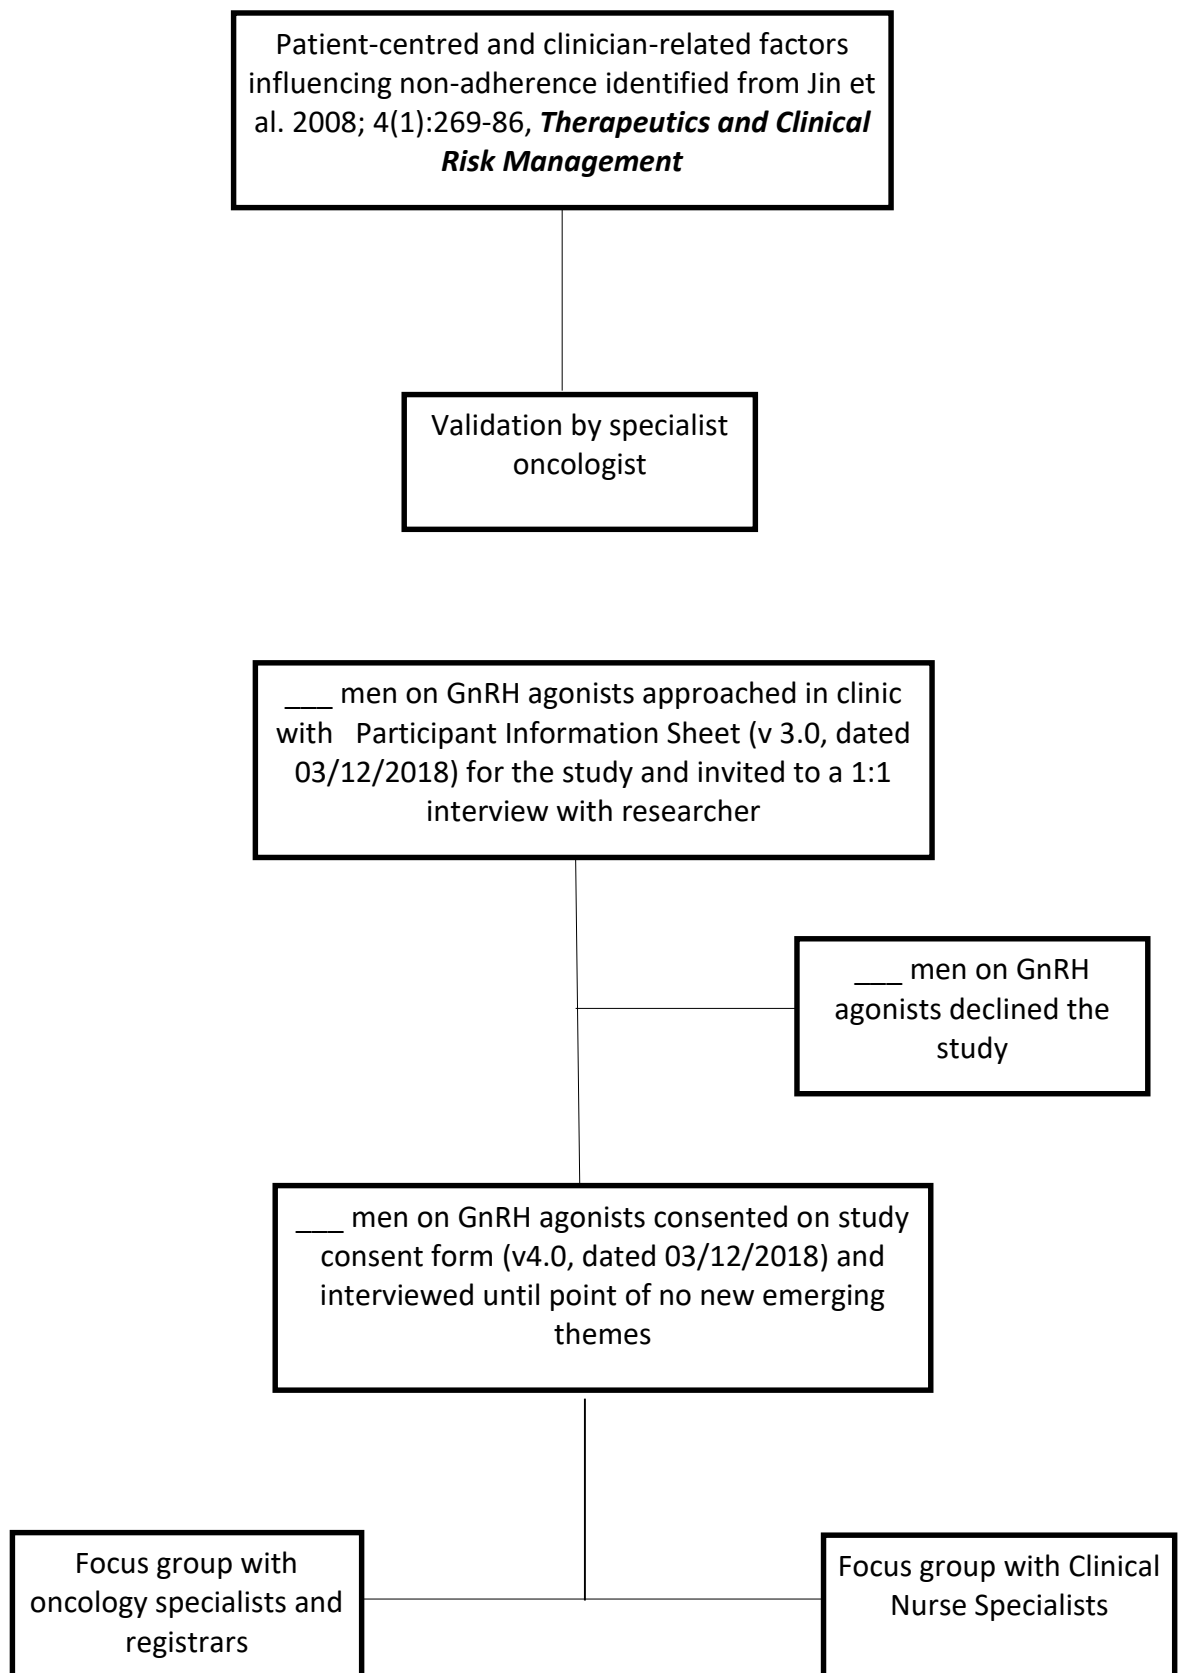 Patient-centred and clinician-related factors
influencing non-adherence identified from Jin et
al. 2008; 4(1):269-86, Therapeutics and Clinical
Risk Management
Validation by specialist
oncologist
___ men on GnRH agonists approached in clinic
with   Participant Information Sheet (v 3.0, dated
03/12/2018) for the study and invited to a 1:1
interview with researcher
___ men on GnRH
agonists declined the
study
___ men on GnRH agonists consented on study
consent form (v4.0, dated 03/12/2018) and
interviewed until point of no new emerging
themes
Focus group with
oncology specialists and
registrars
Focus group with Clinical
Nurse Specialists